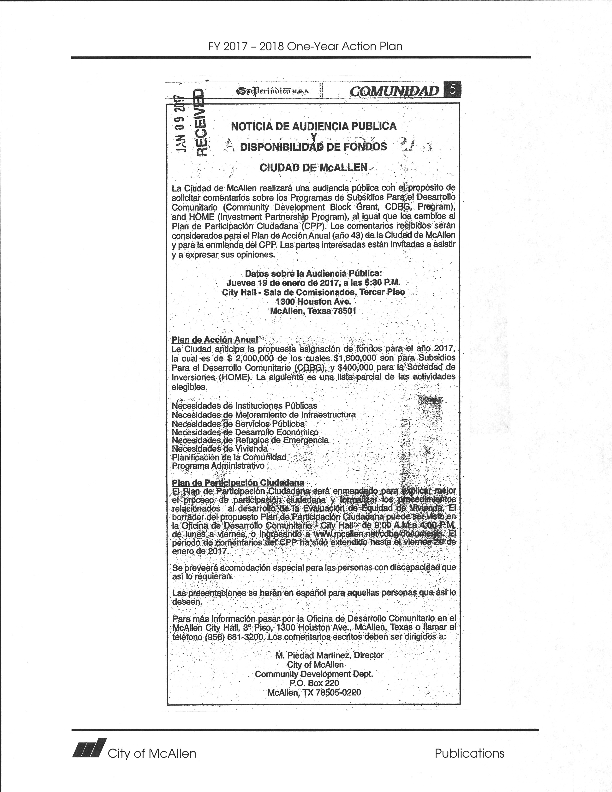 FY 2017 – 2018 One-Year Action Plan
COMUNIDAD 5
JAN 09 2017
RECEIVED
NOTICIA DE AUDIENCIA PUBLICA
Y
DISPONIBILIDAD DE FONDOS
CIUDAD DE McALLEN
La Ciudad de McAllen realizará una audiencia pública con el propósito de
solicitar comentarios sobre los Programas de Subsidios Para el Desarrollo
Comunitario (Community Development Block Grant, CDBG, Program),
and HOME (Investment Partnership Program), al igual que los cambios al
Plan de Participación Ciudadana (CPP). Los comentarios recibidos serán
considerados para el Plan de Acción Anual (año 43) de la Ciudad de McAllen
y para la enmienda del CPP. Las partes interesadas están invitadas a asistir
y a expresar sus opiniones.
Datos sobre la Audiencia Pública:
Jueves 19 de enero de 2017, a las 5:30 P.M.
City Hall - Sala de Comisionados, Tercer Piso
1300 Houston Ave.
McAllen, Texas 78501
Plan de Acción Anual
La Ciudad anticipa la propuesta asignación de fondos para el año 2017,
la cual es de $ 2,000,000 de los cuales $1,600,000 son para Subsidios
Para el Desarrollo Comunitario (CDBG), y $400,000 para la Sociedad de
Inversiones (HOME). La siguiente es una lista parcial de las actividades
elegibles.
Necesidades de Instituciones Públicas
Necesidades de Mejoramiento de Infraestructura
Necesidades de Servicios Pública
Necesidades de Desarrollo Económico
Necesidades de Refugios de Emergencia
Necesidades de Vivienda
Planificación de la Comunidad
Programa Administrativo
Plan de Participación Ciudadana
El Plan de Participación Ciudadana será enmendado para explicar mejor
el proceso de participación ciudadana y formalizar los procedimientos
relacionados al desarrollo de la Evaluación de Equidad de Vivienda. El
borrador del propuesto Plan de Participación Ciudadana puede ser visto en
la Oficina de Desarrollo Comunitario - City Hall - de 9:00 A.M. a 4:00 P.M.
de lunes a viernes, o ingresando a El
periodo de comentarios del CPP ha sido extendido hasta el viernes 20 de
enero de 2017.
Se proveerá acomodación especial para las personas con discapacidad que
así lo requieran.
Las presentaciones se harán en español para aquellas personas que así lo
deseen.
Para más información pasar por la Oficina de Desarrollo Comunitario en el
McAllen City Hall, 3º Piso, 1300 Houston Ave., McAllen, Texas o llamar al
teléfono (956) 681-3200. Los comentarios escritos deben ser dirigidos a:
M. Piedad Martinez, Director
City of McAllen
Community Development Dept.
P.O. Box 220
McAllen, TX 78505-0220
City of McAllen
Publications